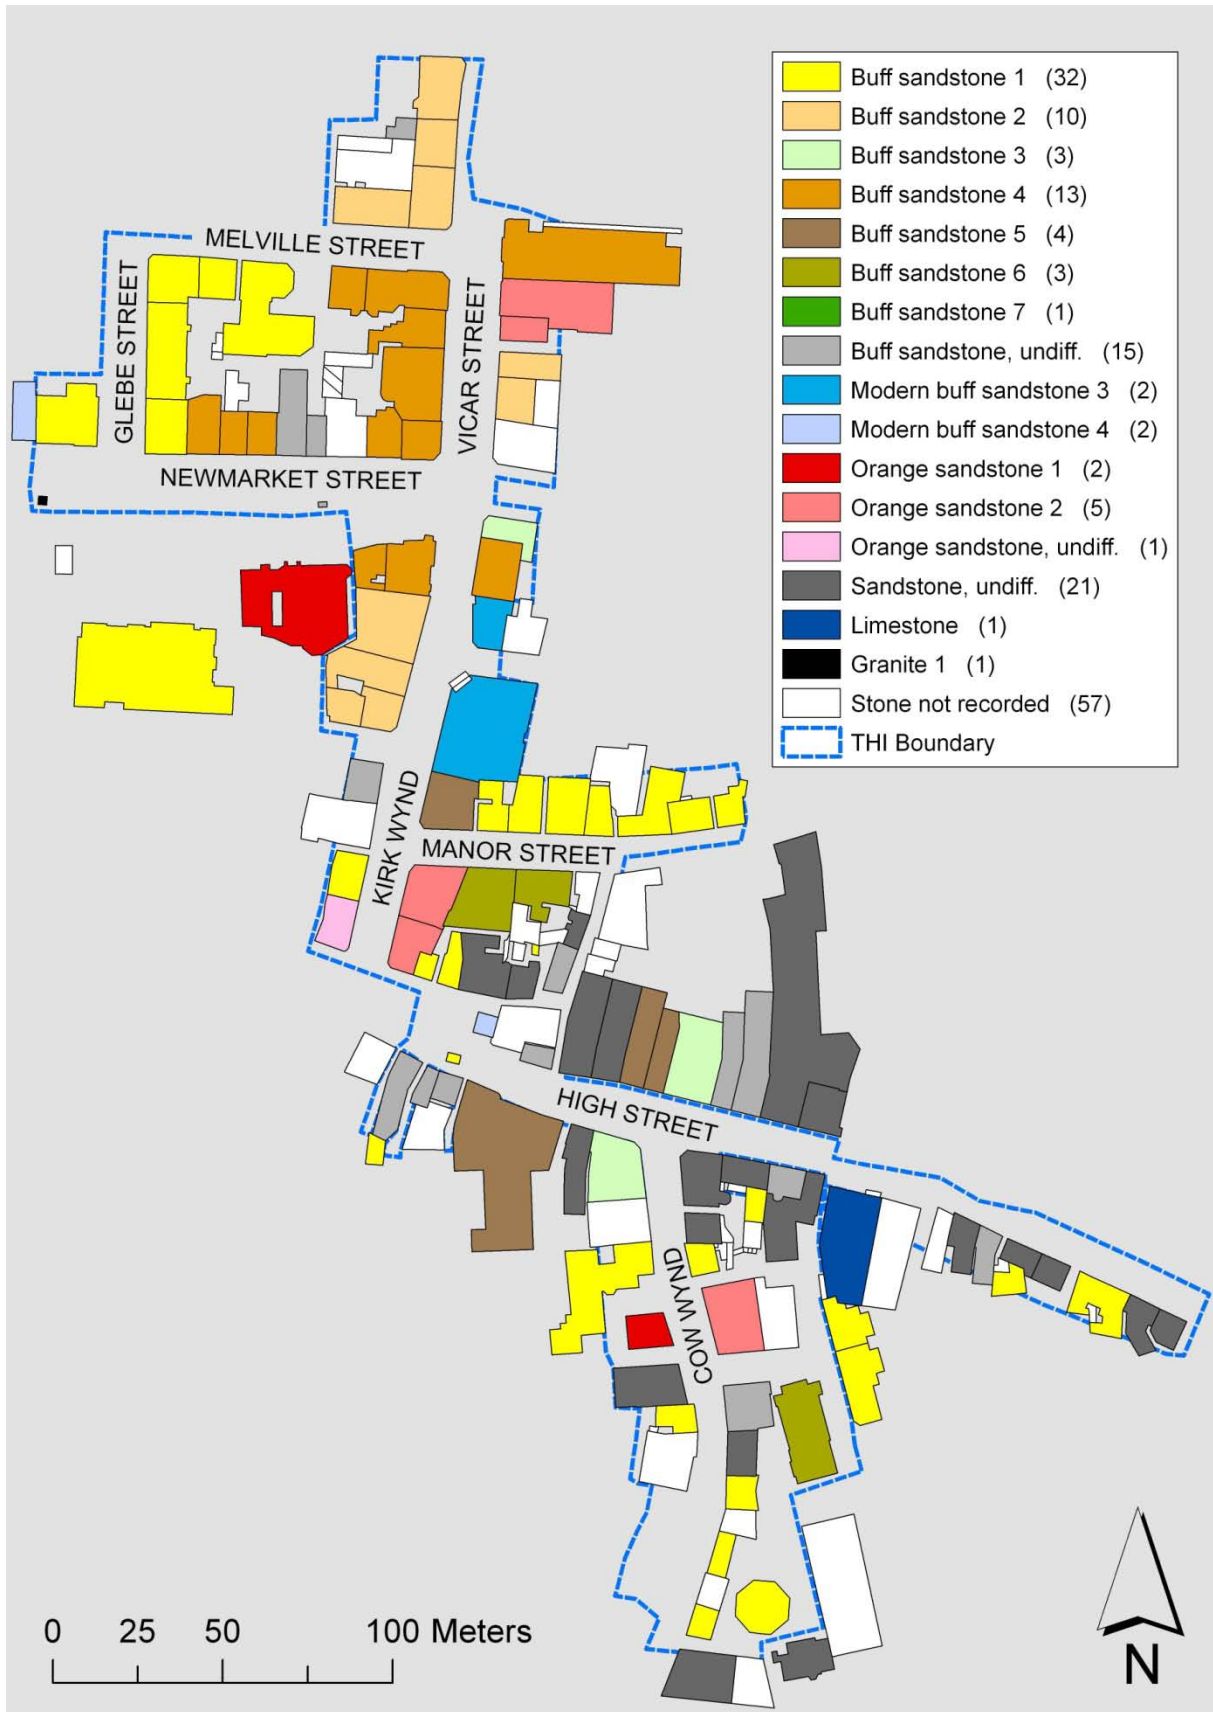 Buff sandstone 1 (32)
Buff sandstone 2 (10)
Buff sandstone 3 (3)
Buff sandstone 4 (13)
Buff sandstone 5 (4)
Buff sandstone 6 (3)
Buff sandstone 7 (1)
Buff sandstone, undiff. (15)
Modern buff sandstone 3 (2)
Modern buff sandstone 4 (2)
Orange sandstone 1 (2)
Orange sandstone 2 (5)
Orange sandstone, undiff. (1)
Sandstone, undiff. (21)
Limestone (1)
Granite 1 (1)
Stone not recorded (57)
THI Boundary
MELVILLE STREET
GLEBE STREET
VICAR STREET
NEWMARKET STREET
KIRK WYND
MANOR STREET
HIGH STREET
COW WYND
0 25 50 100 Meters
N